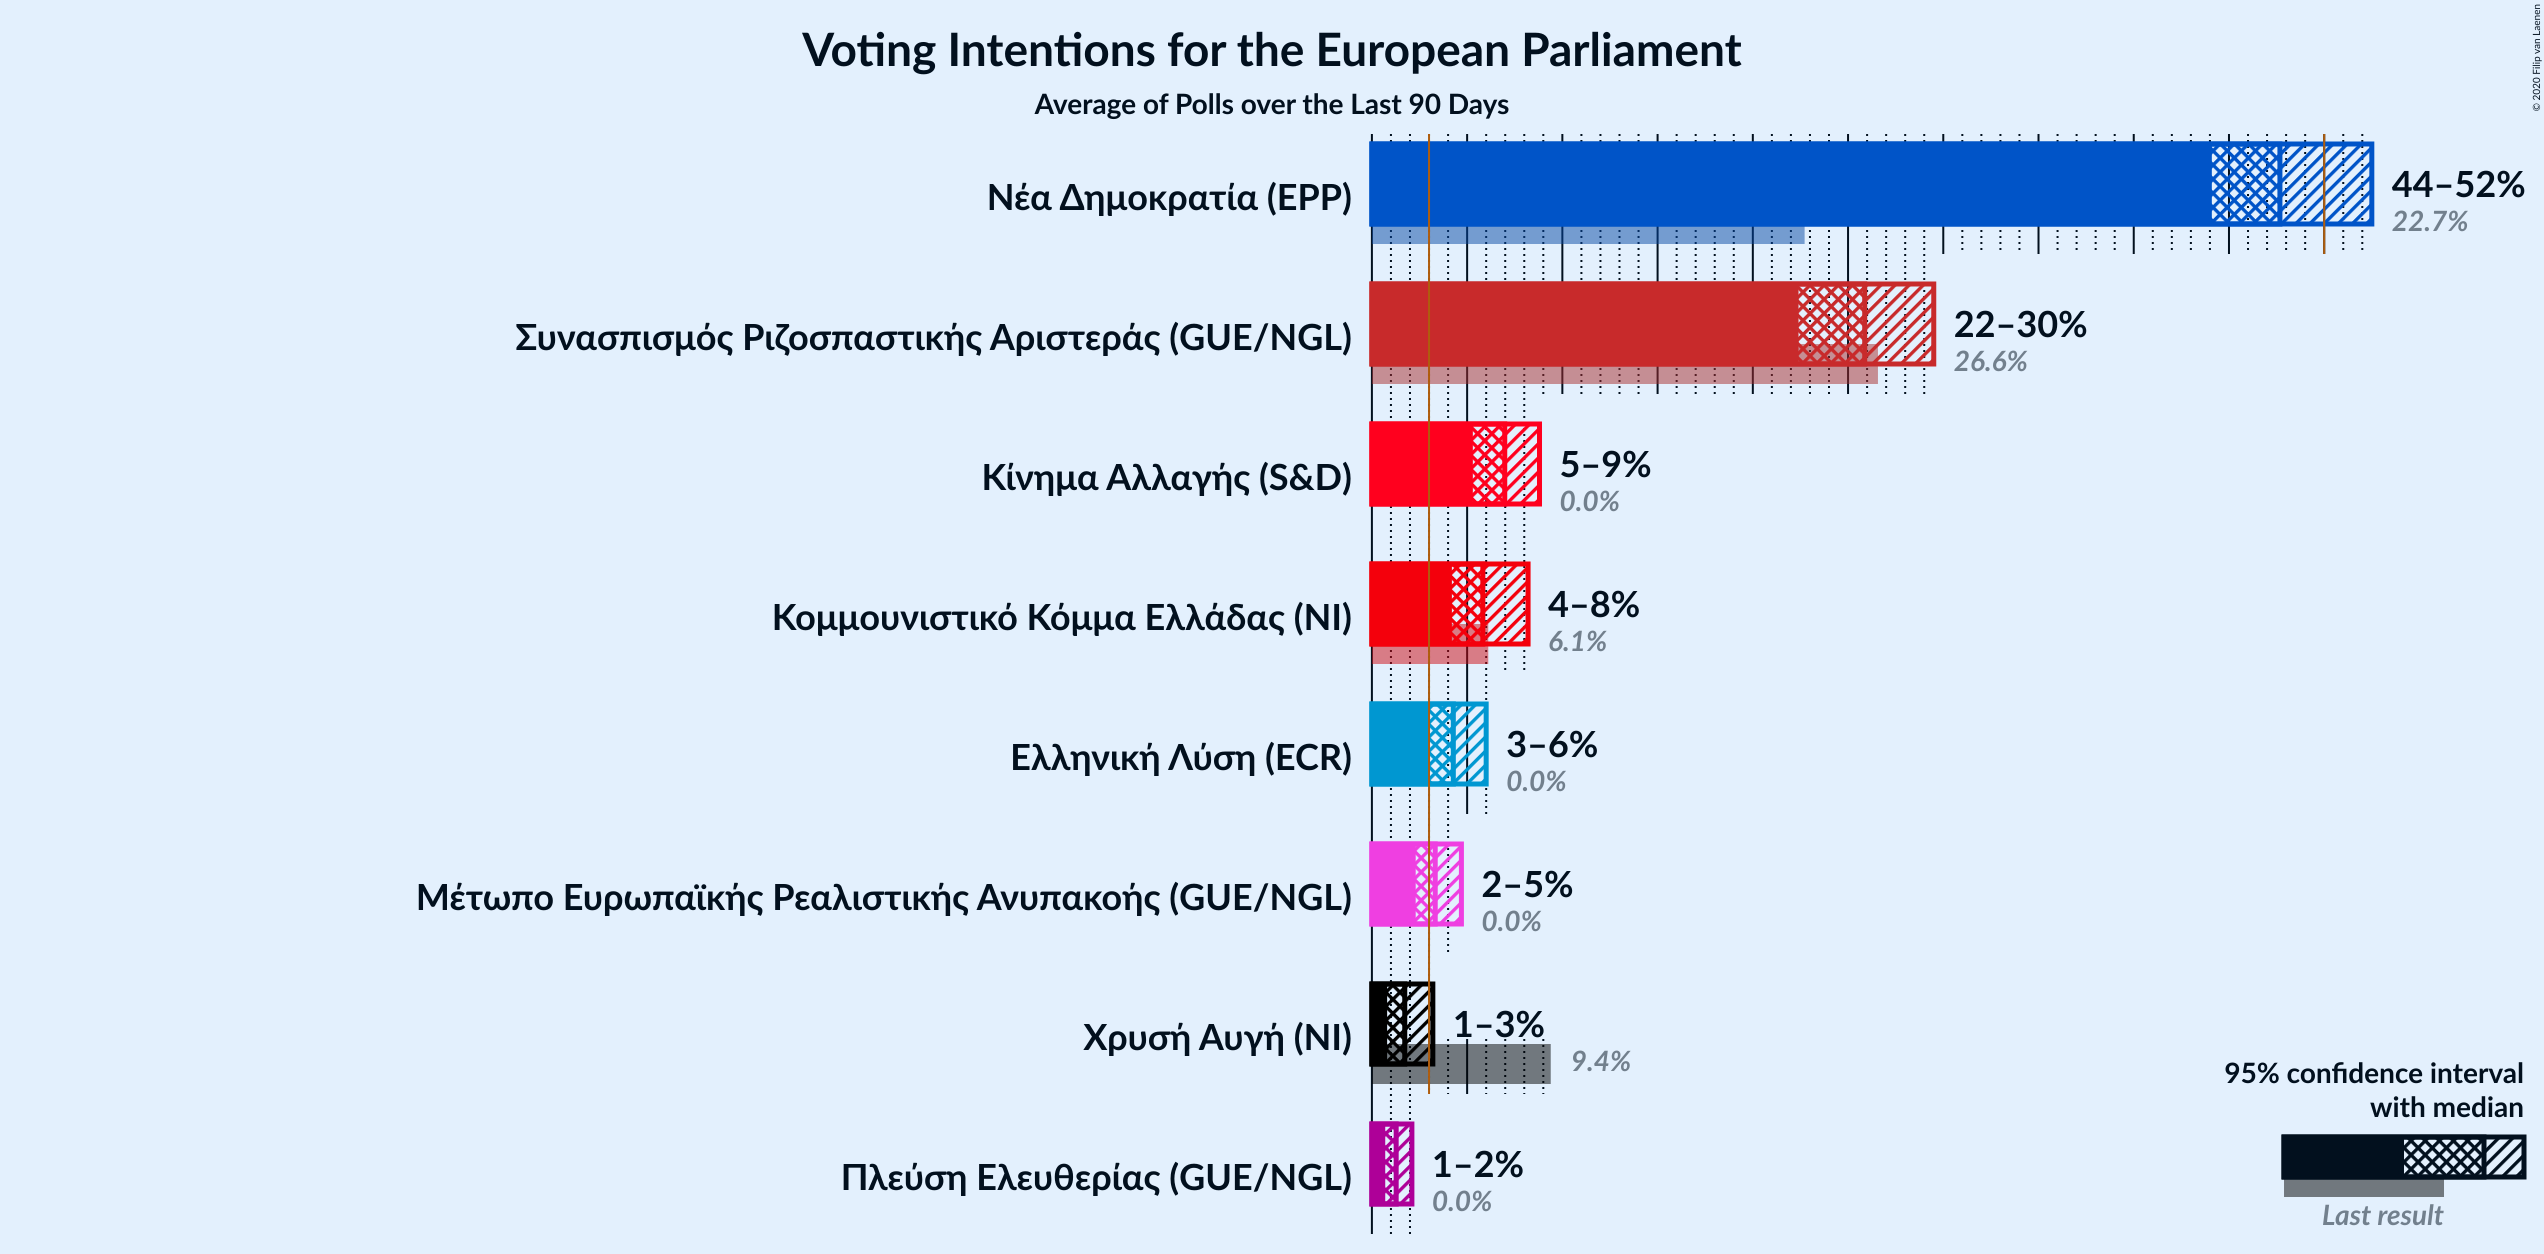 Voting Intentions for the European Parliament
Average of Polls over the Last 90 Days
© 2020 Filip van Laenen
Νέα Δημοκρατία (EPP)
44–52%
22.7%
Συνασπισμός Ριζοσπαστικής Αριστεράς (GUE/NGL)
22–30%
26.6%
Κίνημα Αλλαγής (S&D)
5–9%
0.0%
Κομμουνιστικό Κόμμα Ελλάδας (NI)
4–8%
6.1%
Ελληνική Λύση (ECR)
3–6%
0.0%
Μέτωπο Ευρωπαϊκής Ρεαλιστικής Ανυπακοής (GUE/NGL)
2–5%
0.0%
Χρυσή Αυγή (NI)
1–3%
9.4%
Πλεύση Ελευθερίας (GUE/NGL)
1–2%
0.0%
95% confidence interval
with median
Last result